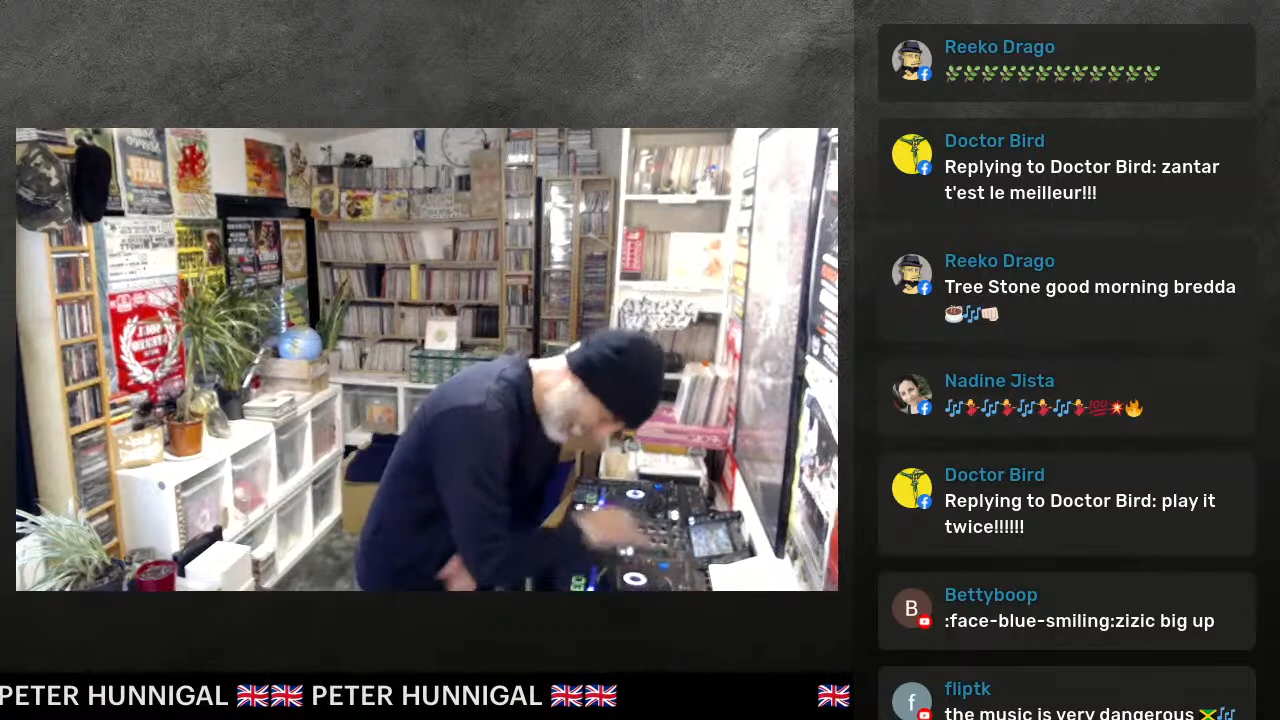 Reeko Drago
🌿🌿🌿🌿🌿🌿🌿🌿🌿🌿🌿🌿
Doctor Bird
Replying to Doctor Bird: zantar
t'est le meilleur!!!
Reeko Drago
Tree Stone good morning bredda
☕🎶👊🏻
Nadine Jista
🎶💃🎶💃🎶💃🎶💃💯💥🔥
Doctor Bird
Replying to Doctor Bird: play it
twice!!!!!!
B
Bettyboop
:face-blue-smiling:zizic big up
f
fliptk
the music is very dangerous 🇯🇲🎶
PETER HUNNIGAL 🇬🇧🇬🇧 PETER HUNNIGAL 🇬🇧🇬🇧 🇬🇧